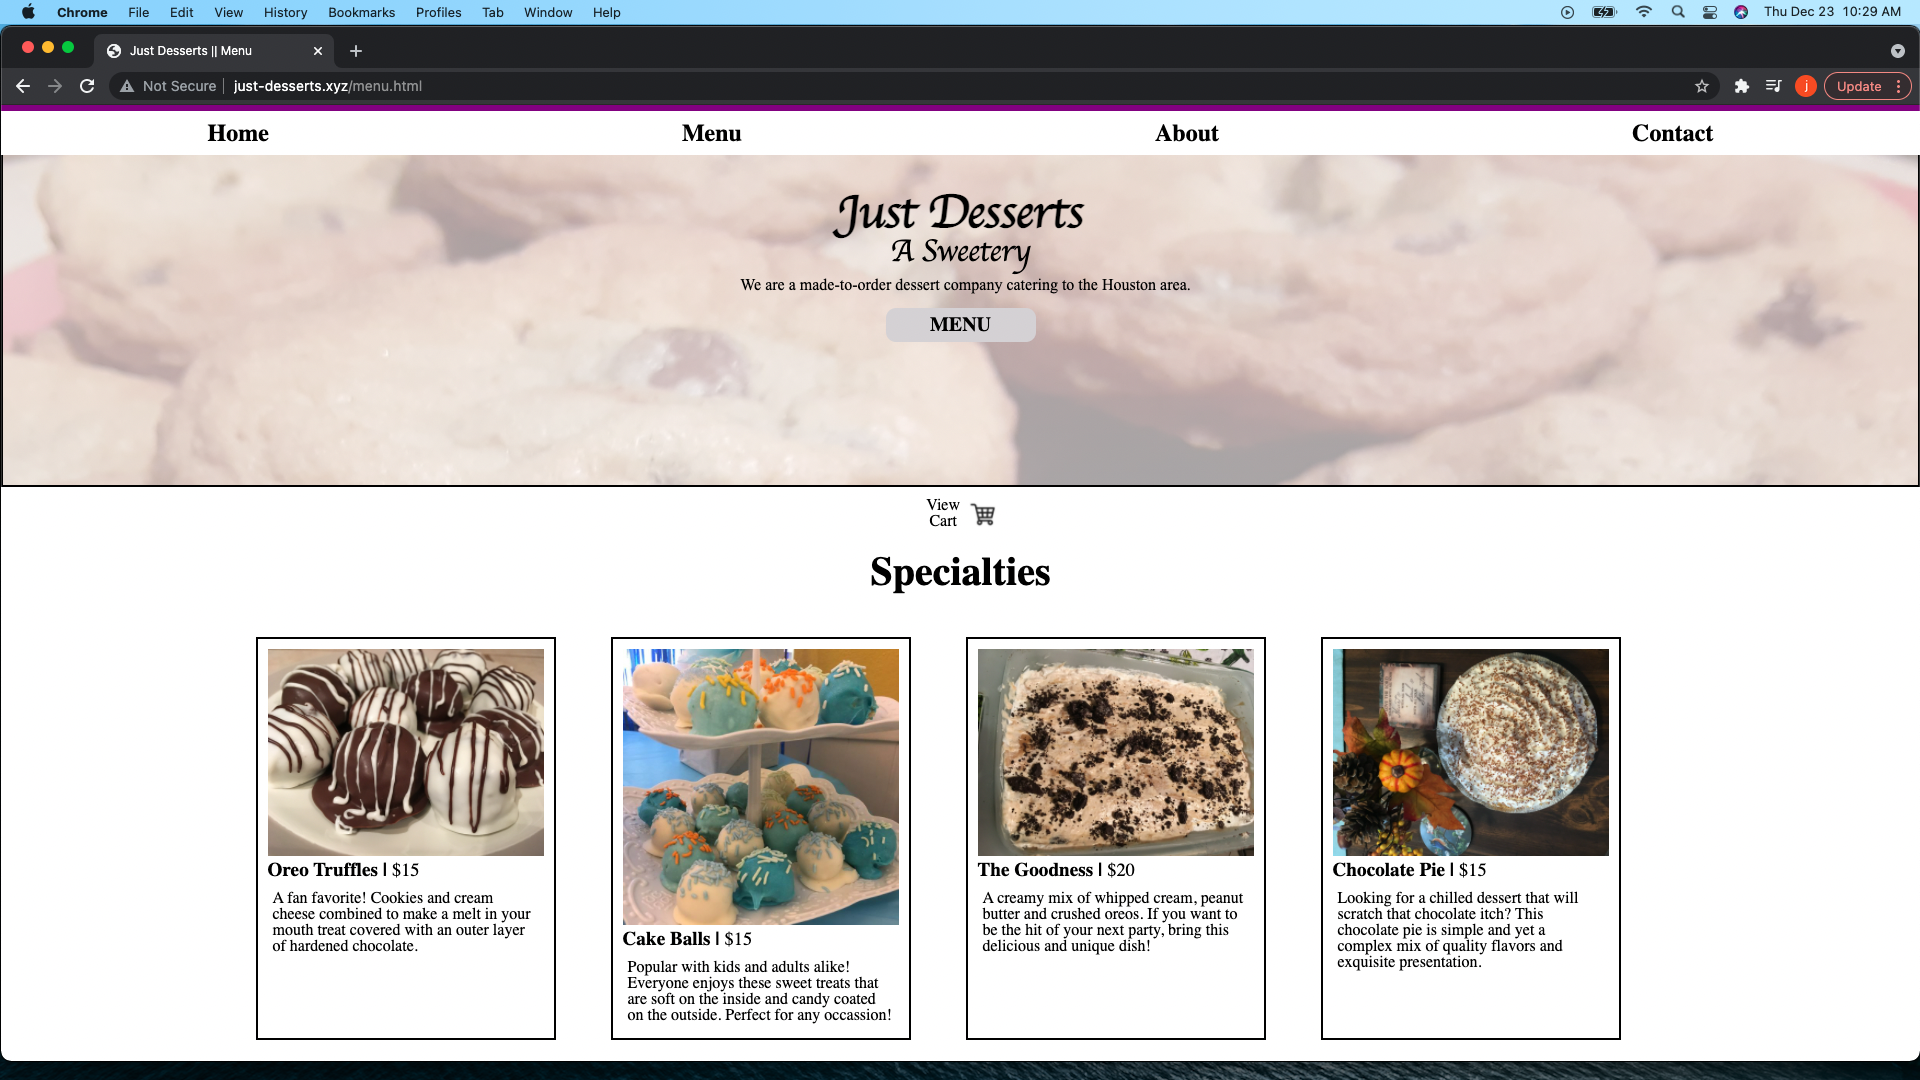 Chrome File Edit View History Bookmarks Profiles Tab Window Help Thu Dec 23 10:29 AM
Just Desserts || Menu
Not Secure just-desserts.xyz/menu.html j Update
Home Menu About Contact
Just Desserts
A Sweetery
We are a made-to-order dessert company catering to the Houston area.
MENU
View
Cart
Specialties
Oreo Truffles | $15
A fan favorite! Cookies and cream
cheese combined to make a melt in your
mouth treat covered with an outer layer
of hardened chocolate.
Cake Balls | $15
Popular with kids and adults alike!
Everyone enjoys these sweet treats that
are soft on the inside and candy coated
on the outside. Perfect for any occassion!
The Goodness | $20
A creamy mix of whipped cream, peanut
butter and crushed oreos. If you want to
be the hit of your next party, bring this
delicious and unique dish!
Chocolate Pie | $15
Looking for a chilled dessert that will
scratch that chocolate itch? This
chocolate pie is simple and yet a
complex mix of quality flavors and
exquisite presentation.